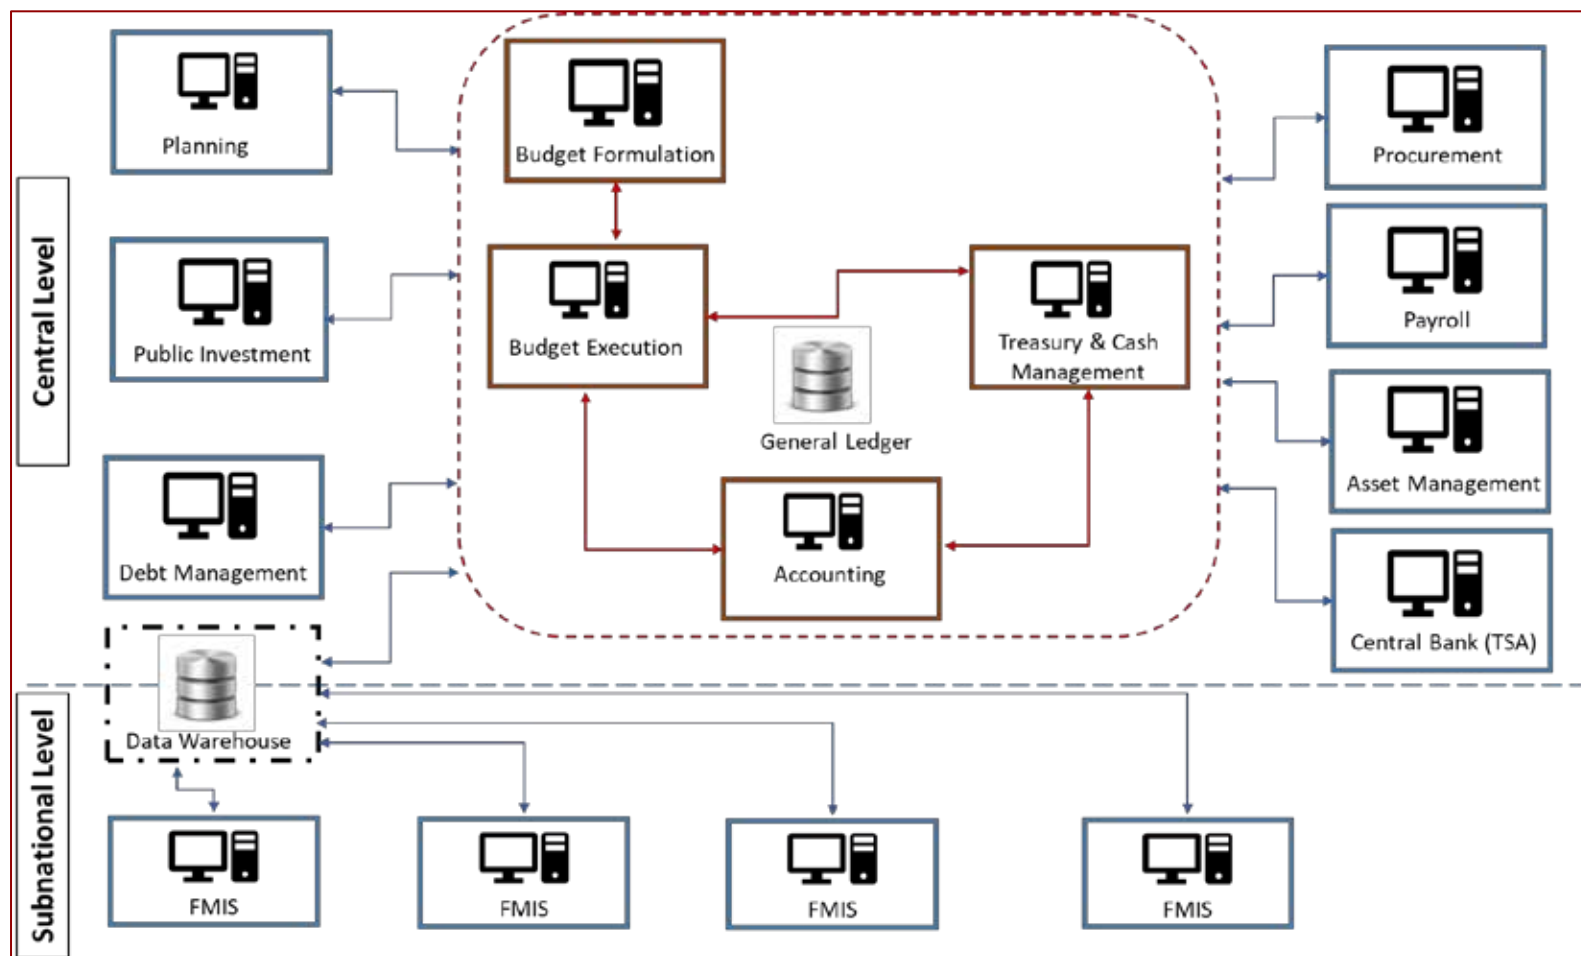 Central Level
Planning
Public Investment
Debt Management
Budget Formulation
Budget Execution
Treasury & Cash
Management
General Ledger
Accounting
Procurement
Payroll
Asset Management
Central Bank (TSA)
Subnational Level
Data Warehouse
FMIS
FMIS
FMIS
FMIS